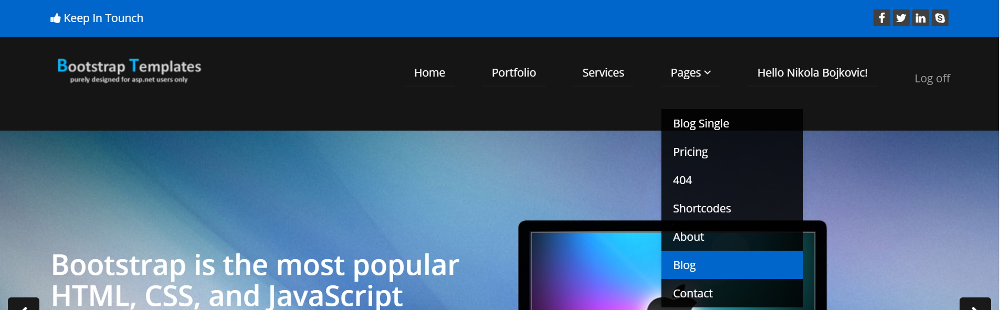 Keep In Tounch
Bootstrap Templates
purely designed for asp.net users only
Home
Portfolio
Services
Pages
Hello Nikola Bojkovic!
Log off
Blog Single
Pricing
404
Shortcodes
About
Blog
Contact
Bootstrap is the most popular
HTML, CSS, and JavaScript